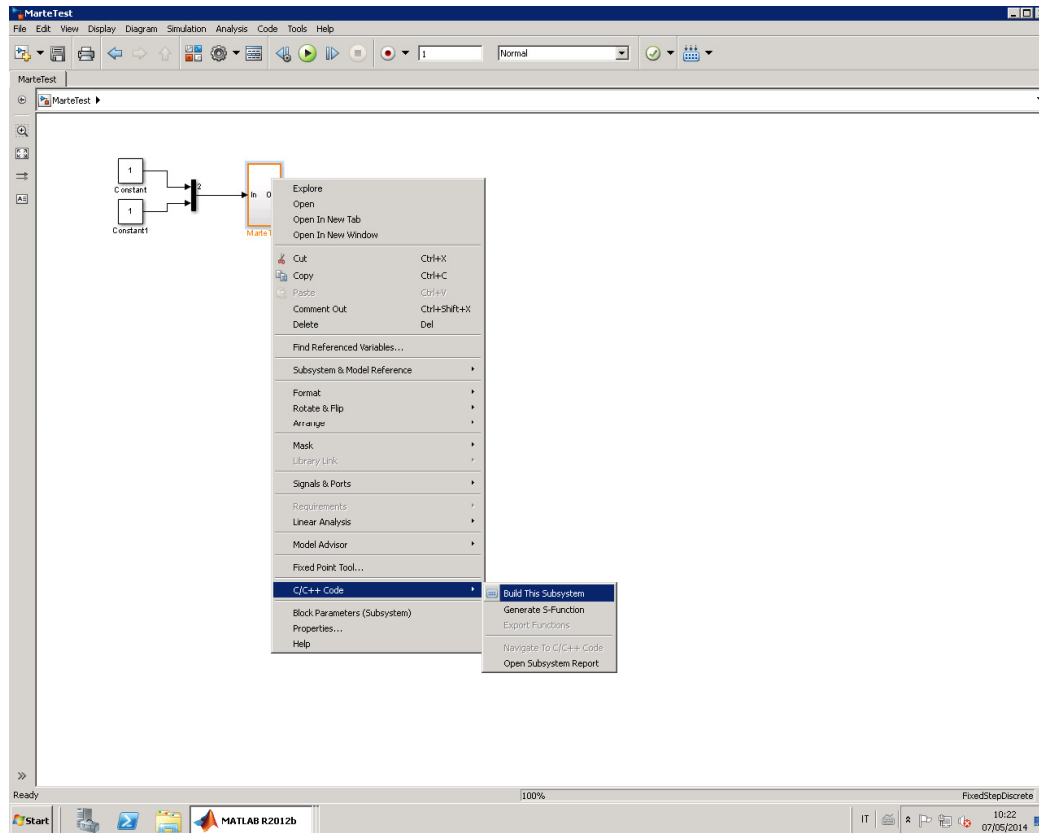 MarteTest
File Edit View Display Diagram Simulation Analysis Code Tools Help
1 Normal
MarteTest
MarteTest
1
Constant
2
1
Constant1
In O
MarteT
Explore
Open
Open In New Tab
Open In New Window
Cut Ctrl+X
Copy Ctrl+C
Paste Ctrl+V
Comment Out Ctrl+Shift+X
Delete Del
Find Referenced Variables...
Subsystem & Model Reference
Format
Rotate & Flip
Arrange
Mask
Library Link
Signals & Ports
Requirements
Linear Analysis
Model Advisor
Fixed Point Tool...
C/C++ Code
Block Parameters (Subsystem)
Properties...
Help
Build This Subsystem
Generate S-Function
Export Functions
Navigate To C/C++ Code
Open Subsystem Report
Ready 100% FixedStepDiscrete
Start MATLAB R2012b IT 10:22
07/05/2014